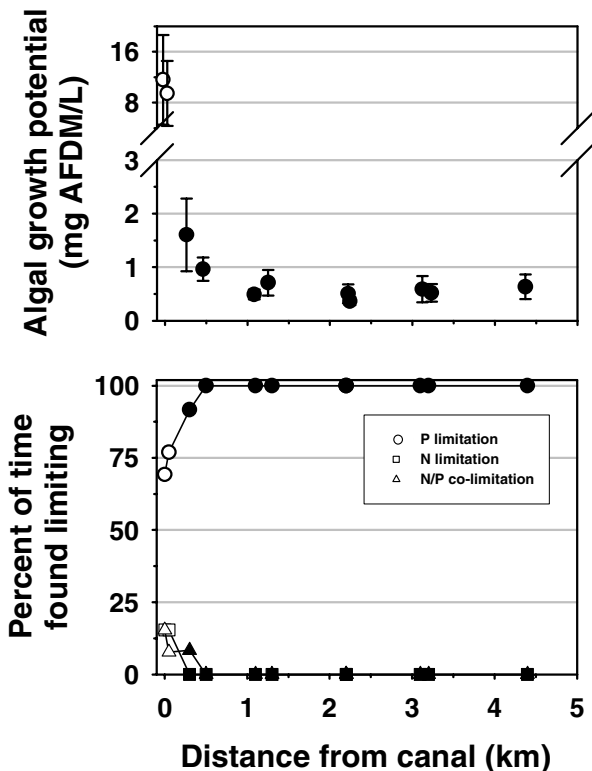 Algal growth potential
(mg AFDM/L)
16
8
3
2
1
0
Percent of time
found limiting
100
75
50
25
0
P limitation
N limitation
N/P co-limitation
0 1 2 3 4 5
Distance from canal (km)